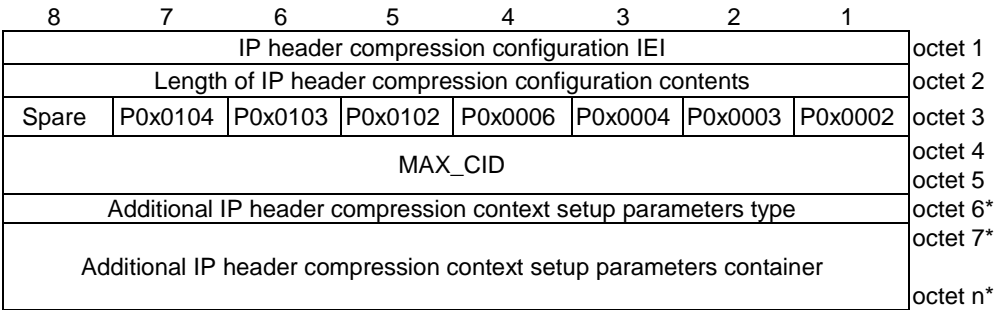 8 7 6 5 4 3 2 1
IP header compression configuration IEI octet 1
Length of IP header compression configuration contents octet 2
Spare P0x0104 P0x0103 P0x0102 P0x0006 P0x0004 P0x0003 P0x0002 octet 3
MAX_CID octet 4
octet 5
Additional IP header compression context setup parameters type octet 6*
octet 7*
Additional IP header compression context setup parameters container
octet n*